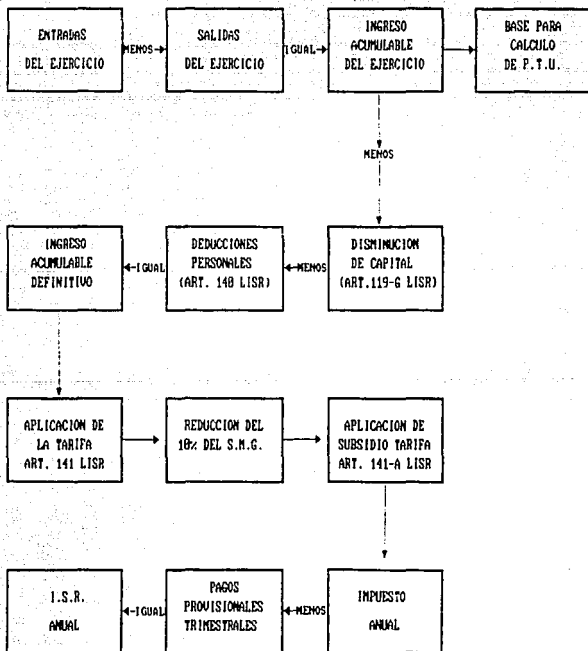 ENTRADAS
DEL EJERCICIO
MENOS
SALIDAS
DEL EJERCICIO
IGUAL
INGRESO
ACUMULABLE
DEL EJERCICIO
BASE PARA
CALCULO
DE P.T.U.
MENOS
INGRESO
ACUMULABLE
DEFINITIVO
IGUAL
DEDUCCIONES
PERSONALES
(ART. 140 LISR)
MENOS
DISMINUCION
DE CAPITAL
(ART.119-G LISR)
APLICACION DE
LA TARIFA
ART. 141 LISR
REDUCCION DEL
10% DEL S.M.G.
APLICACION DE
SUBSIDIO TARIFA
ART. 141-A LISR
I.S.R.
ANUAL
IGUAL
PAGOS
PROVISIONALES
TRIMESTRALES
MENOS
IMPUESTO
ANUAL